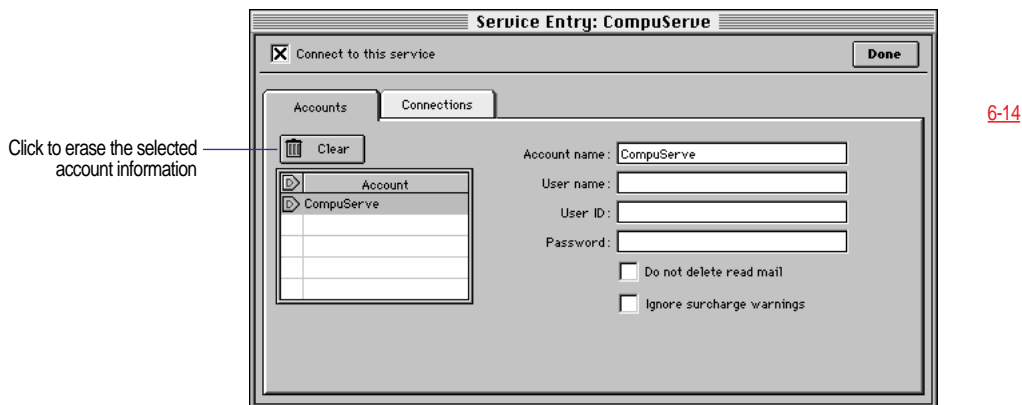 Service Entry: CompuServe
Connect to this service
Done
Accounts
Connections
6-14
Click to erase the selected
account information
Clear
Account name: CompuServe
D Account
User name:
D CompuServe
User ID:
Password:
Do not delete read mail
Ignore surcharge warnings